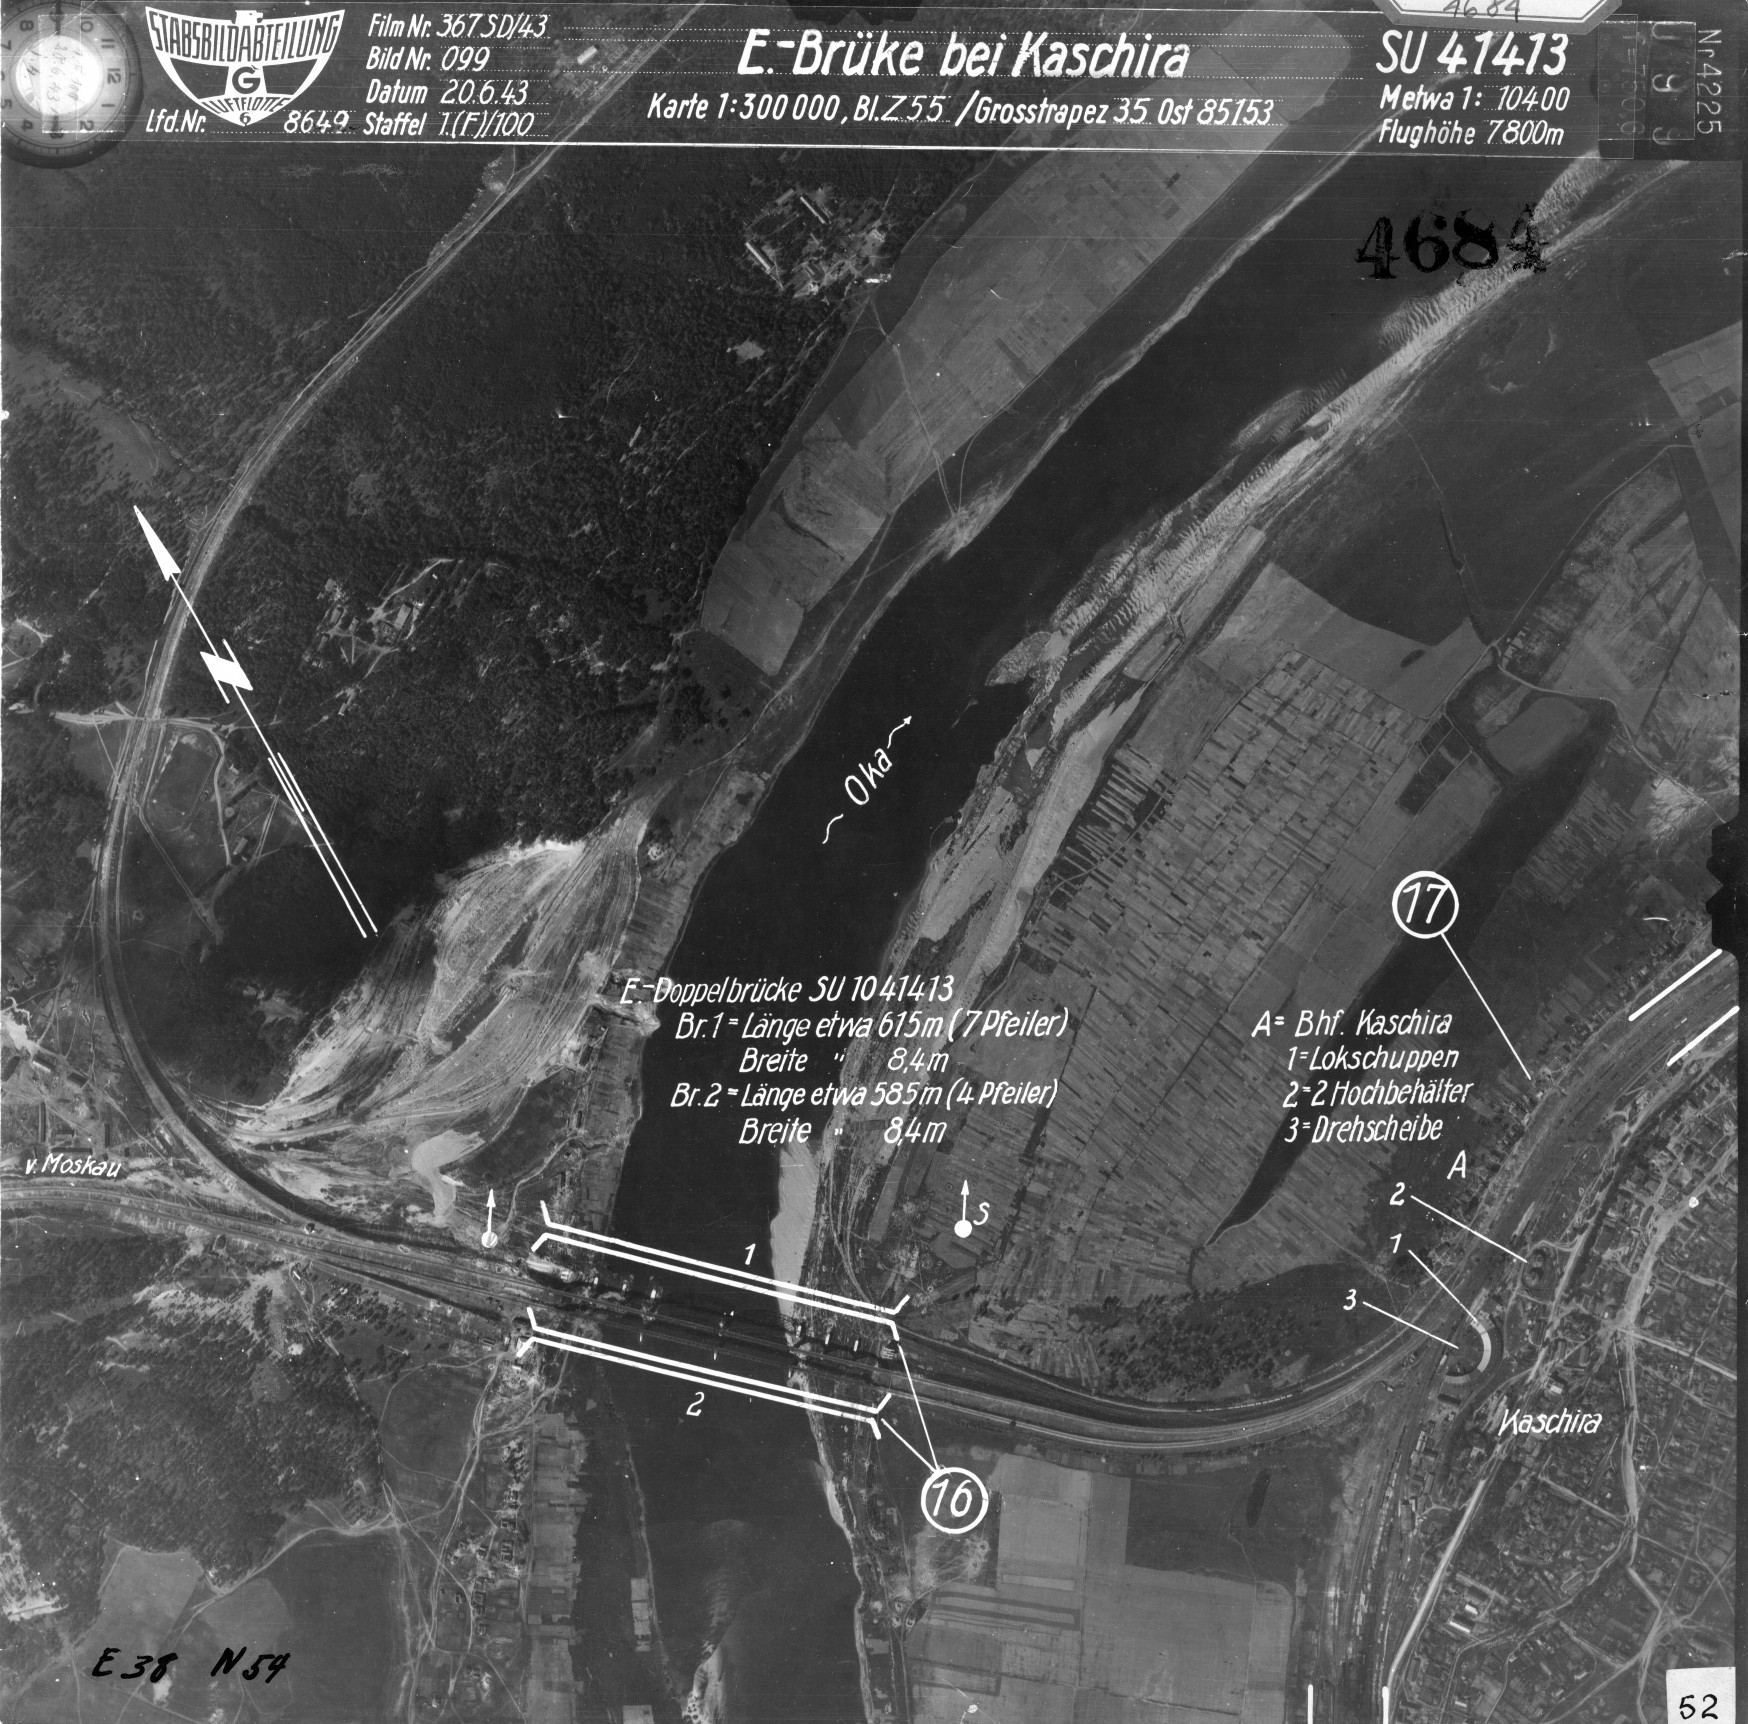 STABSBILDABTEILUNG
G
LUFTFLOTTE
6
Lfd.Nr. 8649
Film Nr. 367 SD/43
Bild Nr. 099
Datum 20.6.43
Staffel 1.(F)/100
E.-Brüke bei Kaschira
Karte 1:300 000, Bl. Z 55 / Grosstrapez 35 Ost 85153
4684
SU 41413
Metwa 1: 10400
Flughöhe 7800m
Nr4225
4684
Oka
17
E.-Doppelbrücke SU 10 41413
Br. 1 = Länge etwa 615m (7 Pfeiler)
Breite " 8,4m
Br. 2 = Länge etwa 585m (4 Pfeiler)
Breite " 8,4m
A = Bhf. Kaschira
1 = Lokschuppen
2 = 2 Hochbehälter
3 = Drehscheibe
A
v. Moskau
2
S
1
1
3
2
Kaschira
16
E 38 N 54
52